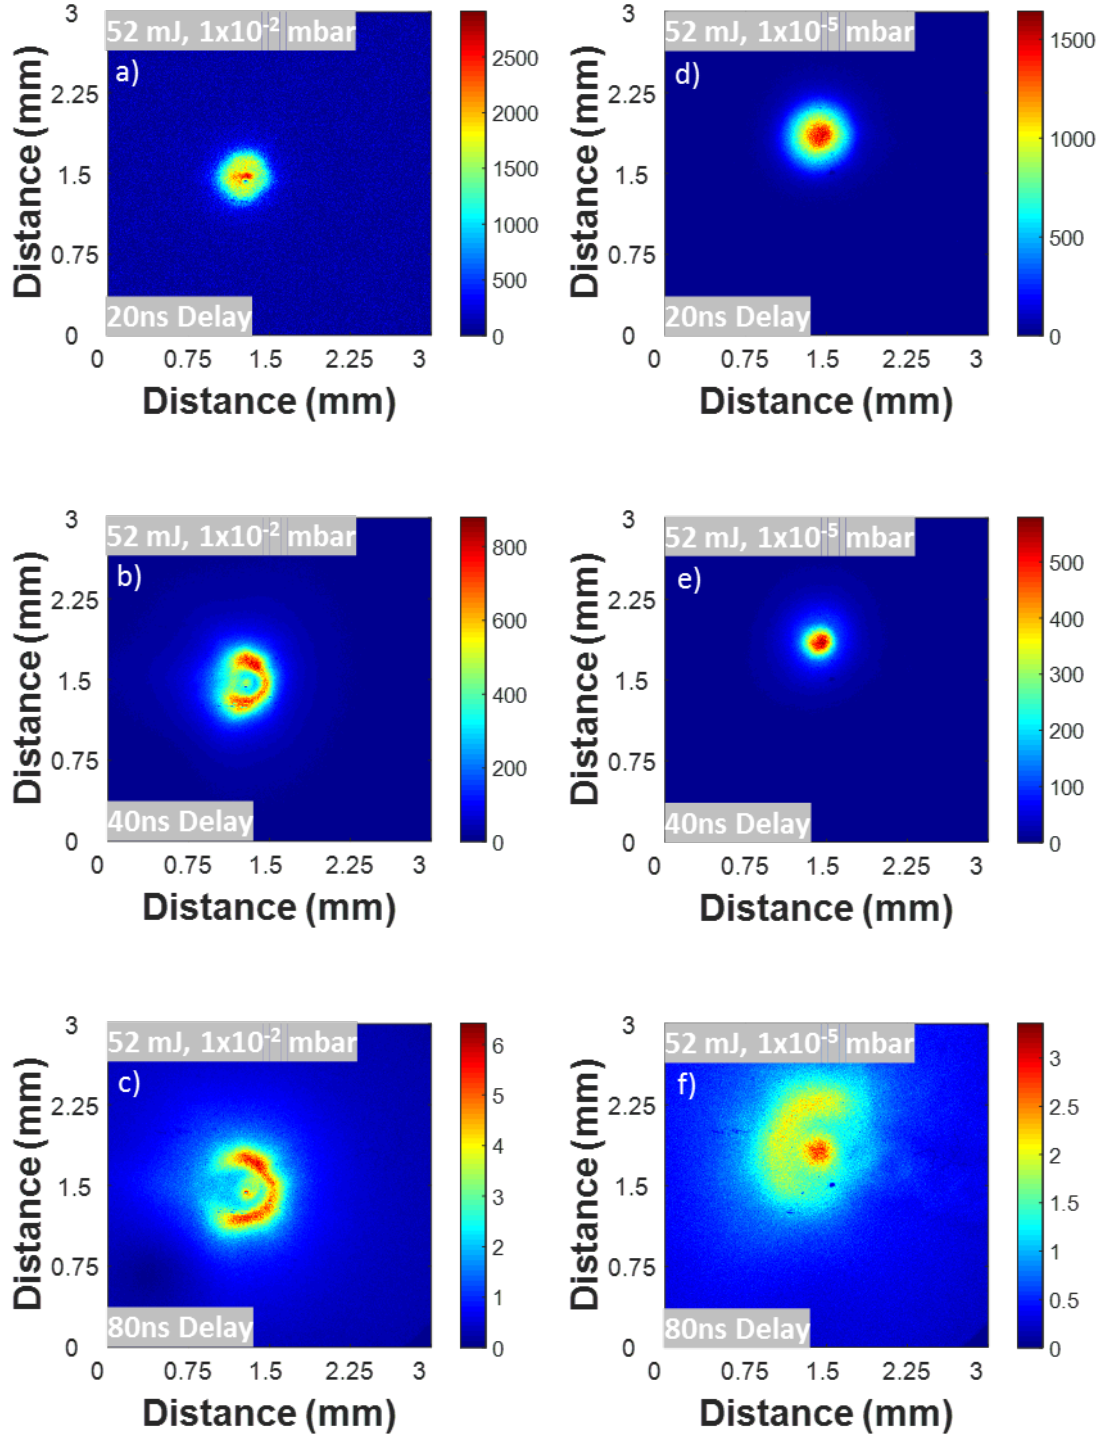 52 mJ, 1x10⁻² mbar
a)
3
2.25
1.5
0.75
0
Distance (mm)
20ns Delay
0 0.75 1.5 2.25 3
Distance (mm)
2500
2000
1500
1000
500
0
52 mJ, 1x10⁻⁵ mbar
d)
3
2.25
1.5
0.75
0
Distance (mm)
20ns Delay
0 0.75 1.5 2.25 3
Distance (mm)
1500
1000
500
0
52 mJ, 1x10⁻² mbar
b)
3
2.25
1.5
0.75
0
Distance (mm)
40ns Delay
0 0.75 1.5 2.25 3
Distance (mm)
800
600
400
200
0
52 mJ, 1x10⁻⁵ mbar
e)
3
2.25
1.5
0.75
0
Distance (mm)
40ns Delay
0 0.75 1.5 2.25 3
Distance (mm)
500
400
300
200
100
0
52 mJ, 1x10⁻² mbar
c)
3
2.25
1.5
0.75
0
Distance (mm)
80ns Delay
0 0.75 1.5 2.25 3
Distance (mm)
6
5
4
3
2
1
0
52 mJ, 1x10⁻⁵ mbar
f)
3
2.25
1.5
0.75
0
Distance (mm)
80ns Delay
0 0.75 1.5 2.25 3
Distance (mm)
3
2.5
2
1.5
1
0.5
0